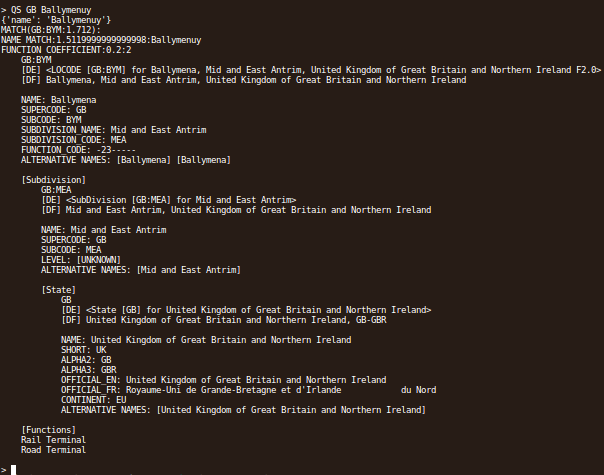 > QS GB Ballymenuy
{'name': 'Ballymenuy'}
MATCH(GB:BYM:1.712):
NAME MATCH:1.5119999999999998:Ballymenuy
FUNCTION COEFFICIENT:0.2:2
GB:BYM
[DE] <LOCODE [GB:BYM] for Ballymena, Mid and East Antrim, United Kingdom of Great Britain and Northern Ireland F2.0>
[DF] Ballymena, Mid and East Antrim, United Kingdom of Great Britain and Northern Ireland
NAME: Ballymena
SUPERCODE: GB
SUBCODE: BYM
SUBDIVISION_NAME: Mid and East Antrim
SUBDIVISION_CODE: MEA
FUNCTION_CODE: -23-----
ALTERNATIVE NAMES: [Ballymena] [Ballymena]
[Subdivision]
GB:MEA
[DE] <SubDivision [GB:MEA] for Mid and East Antrim>
[DF] Mid and East Antrim, United Kingdom of Great Britain and Northern Ireland
NAME: Mid and East Antrim
SUPERCODE: GB
SUBCODE: MEA
LEVEL: [UNKNOWN]
ALTERNATIVE NAMES: [Mid and East Antrim]
[State]
GB
[DE] <State [GB] for United Kingdom of Great Britain and Northern Ireland>
[DF] United Kingdom of Great Britain and Northern Ireland, GB-GBR
NAME: United Kingdom of Great Britain and Northern Ireland
SHORT: UK
ALPHA2: GB
ALPHA3: GBR
OFFICIAL_EN: United Kingdom of Great Britain and Northern Ireland
OFFICIAL_FR: Royaume-Uni de Grande-Bretagne et d'Irlande            du Nord
CONTINENT: EU
ALTERNATIVE NAMES: [United Kingdom of Great Britain and Northern Ireland]
[Functions]
Rail Terminal
Road Terminal
>